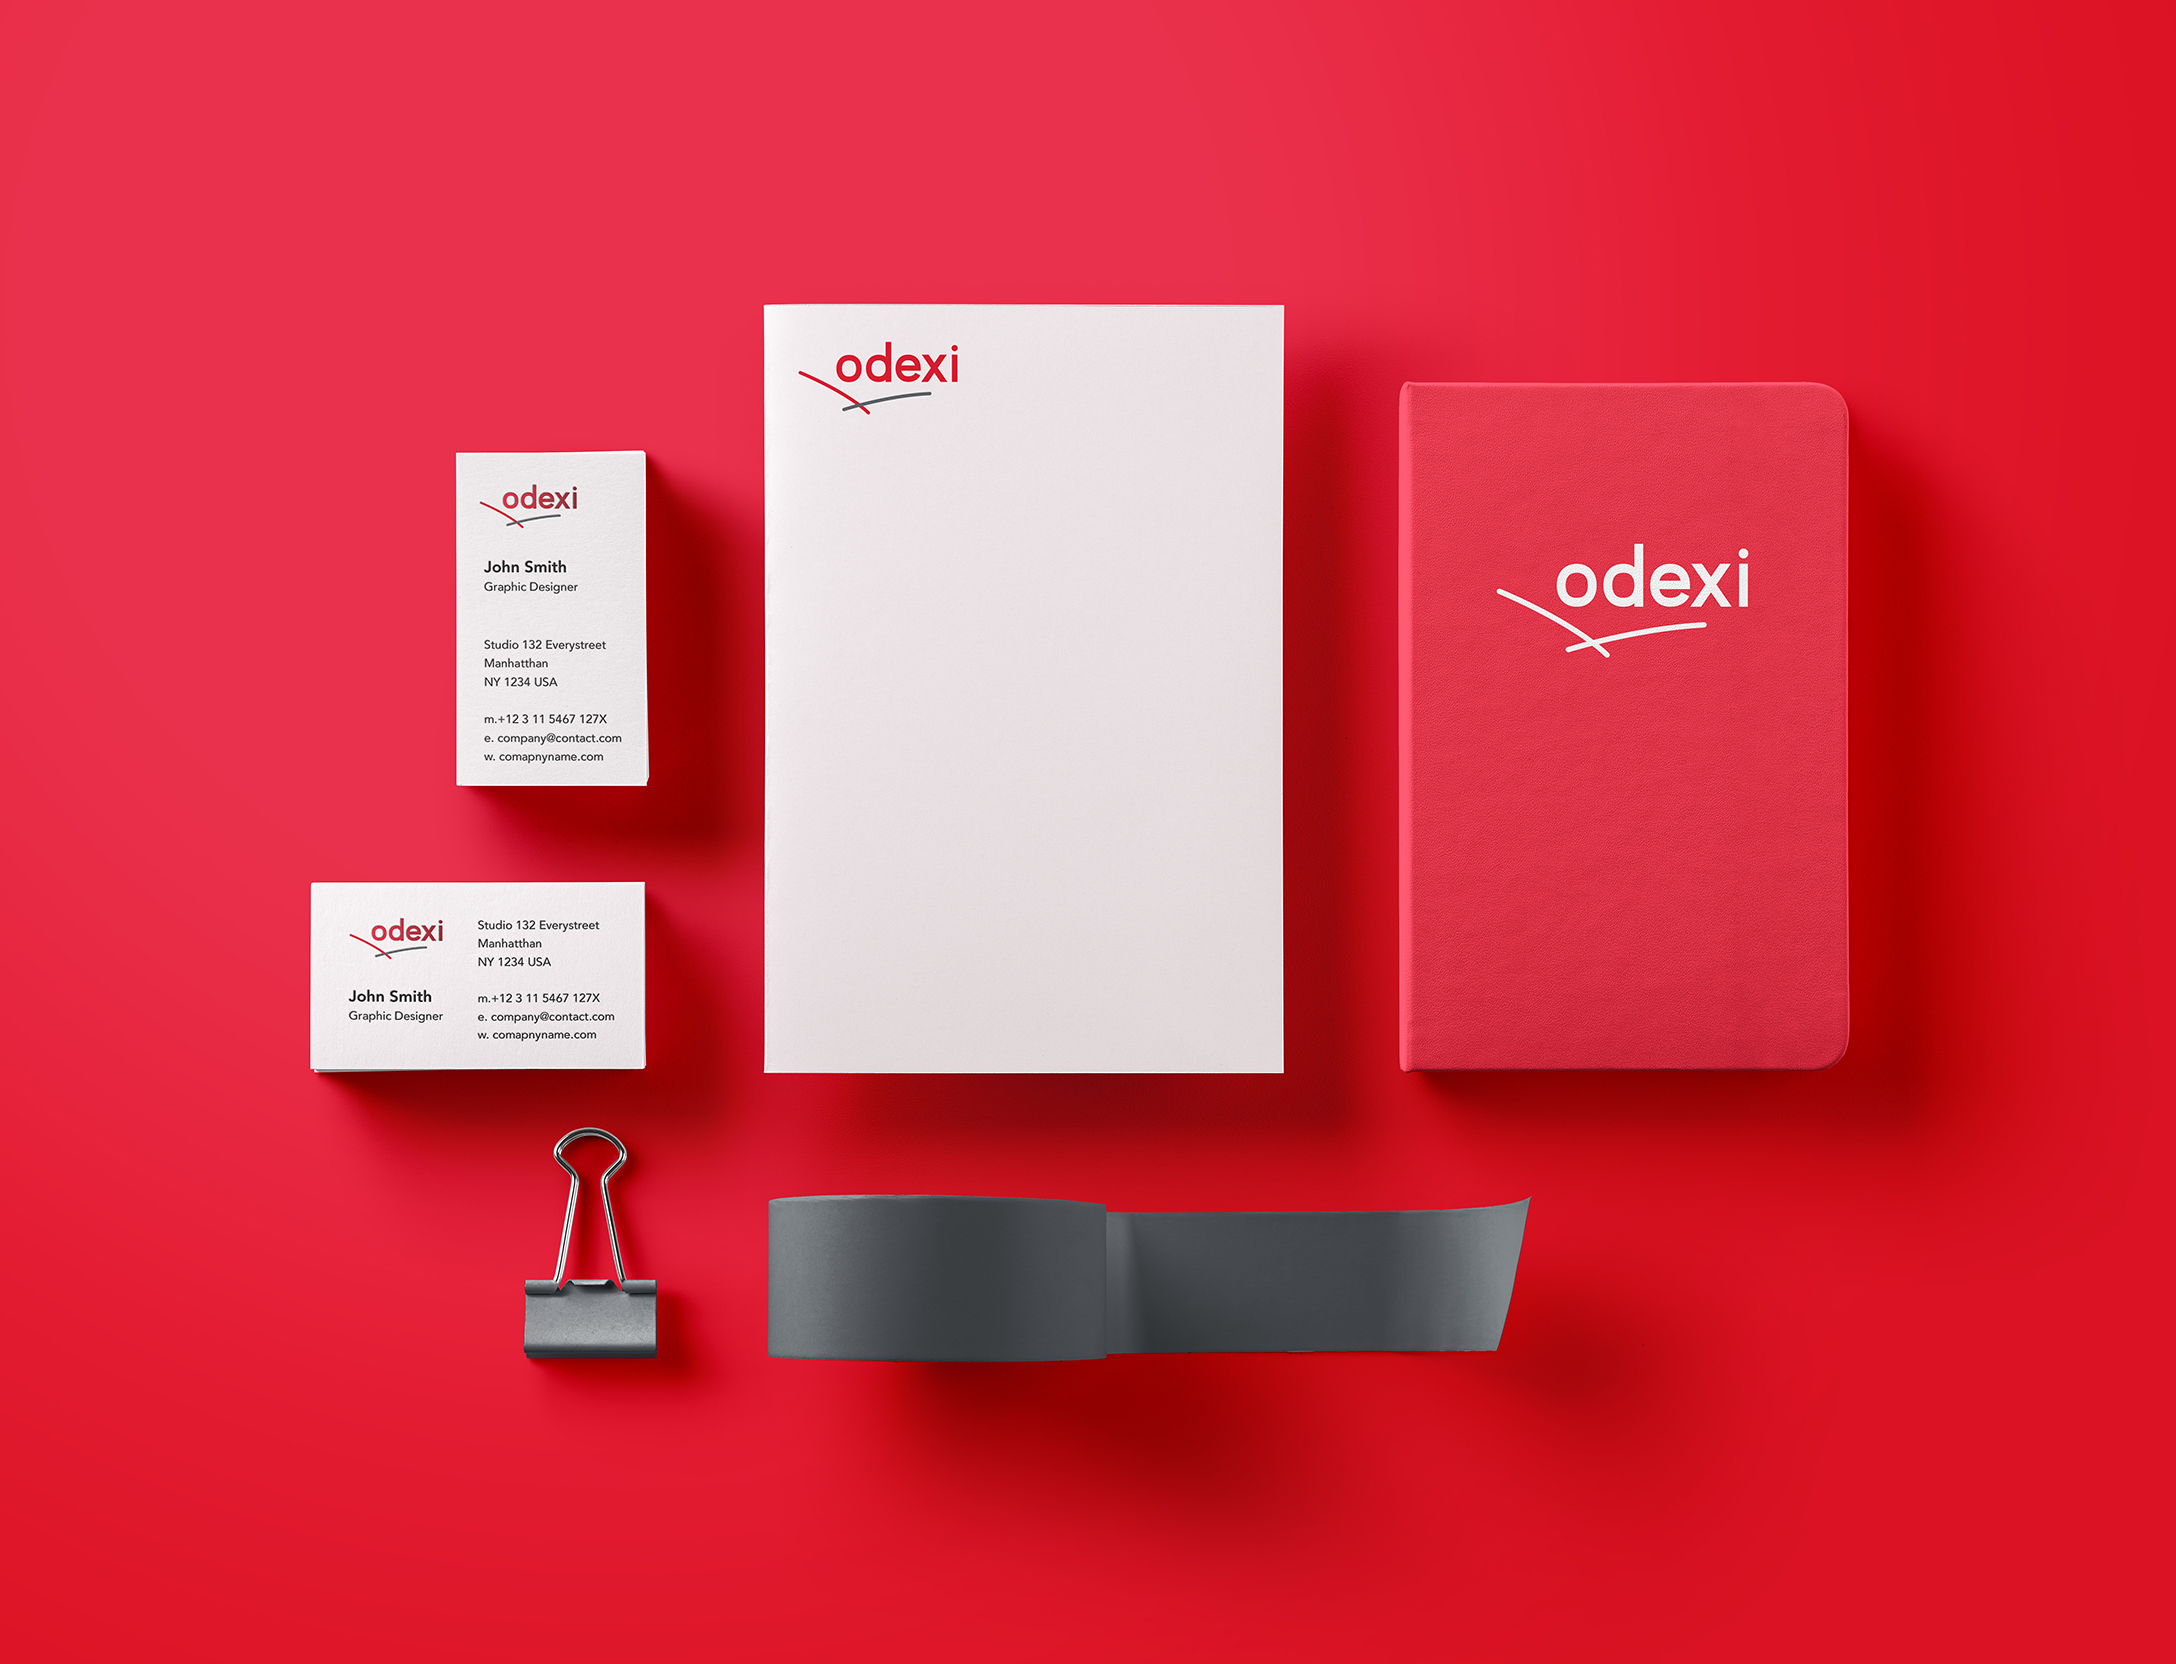 odexi
John Smith
Graphic Designer
Studio 132 Everystreet
Manhatthan
NY 1234 USA
m.+12 3 11 5467 127X
e. company@contact.com
w. comapnyname.com
odexi
John Smith
Graphic Designer
Studio 132 Everystreet
Manhatthan
NY 1234 USA
m.+12 3 11 5467 127X
e. company@contact.com
w. comapnyname.com
odexi
odexi